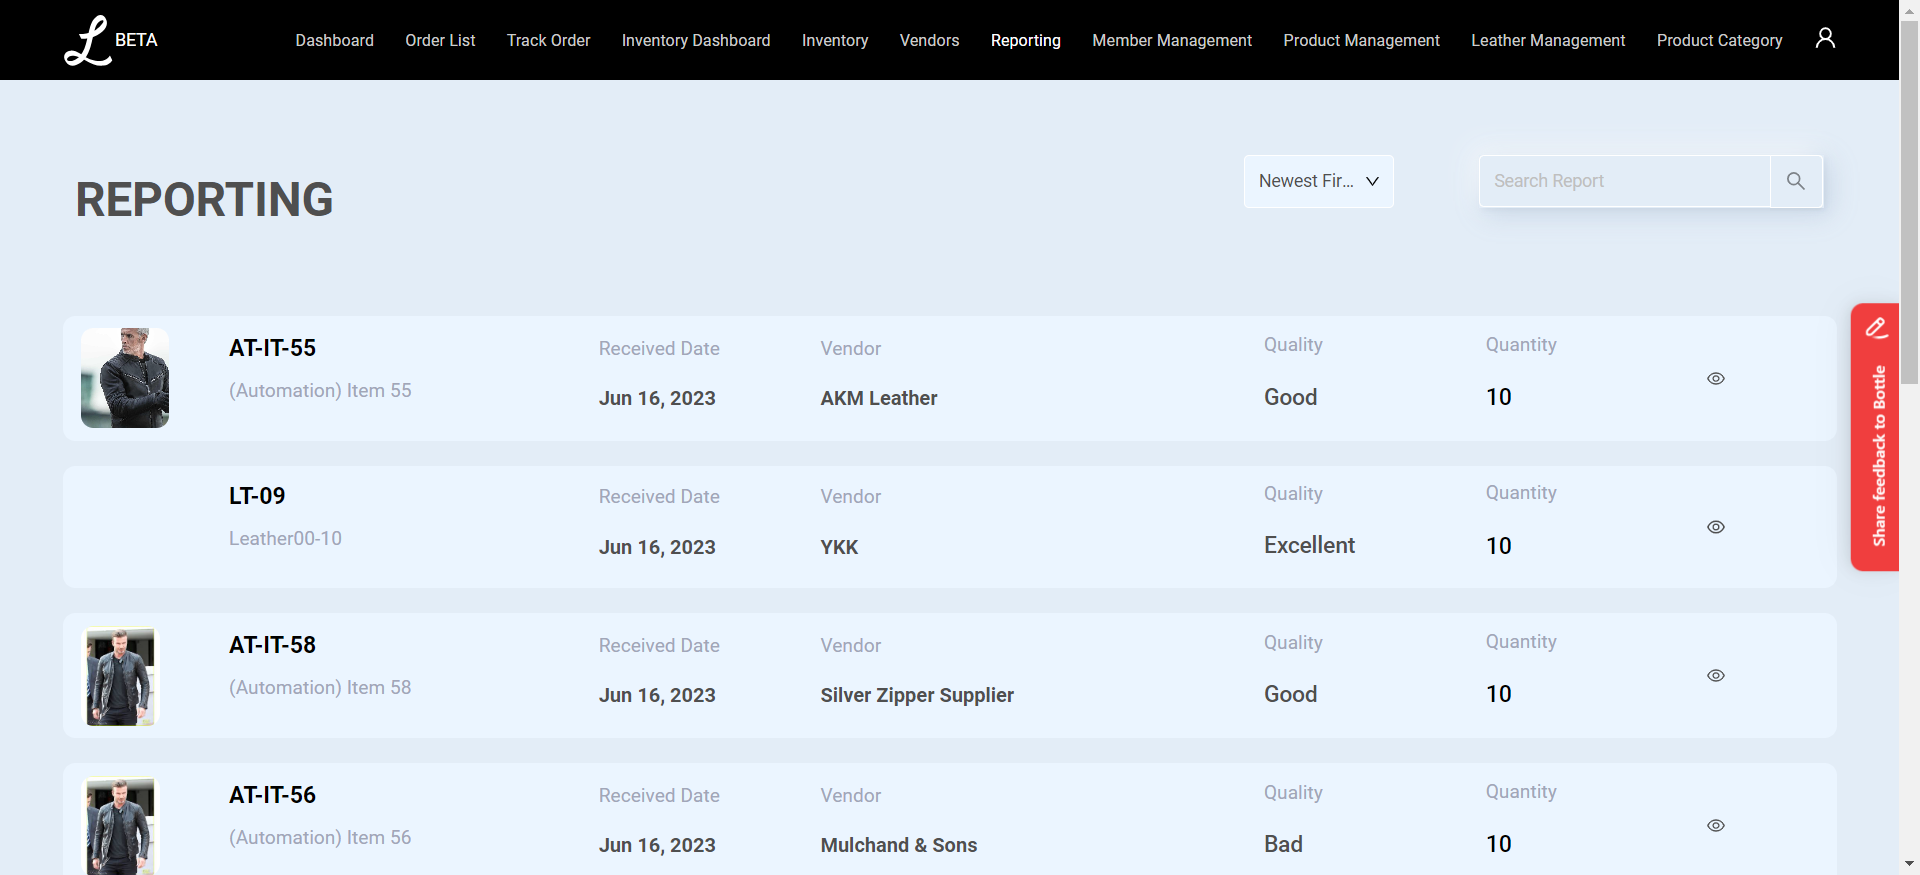 L BETA
Dashboard Order List Track Order Inventory Dashboard Inventory Vendors Reporting Member Management Product Management Leather Management Product Category
REPORTING
Newest Fir...
Search Report
AT-IT-55
(Automation) Item 55
Received Date
Jun 16, 2023
Vendor
AKM Leather
Quality
Good
Quantity
10
LT-09
Leather00-10
Received Date
Jun 16, 2023
Vendor
YKK
Quality
Excellent
Quantity
10
AT-IT-58
(Automation) Item 58
Received Date
Jun 16, 2023
Vendor
Silver Zipper Supplier
Quality
Good
Quantity
10
AT-IT-56
(Automation) Item 56
Received Date
Jun 16, 2023
Vendor
Mulchand & Sons
Quality
Bad
Quantity
10
Share feedback to Bottle